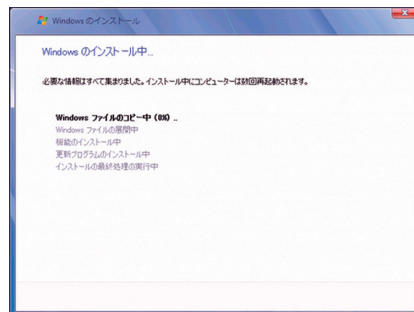 Windows のインストール
Windows のインストール中...
必要な情報はすべて集まりました。インストール中にコンピューターは数回再起動されます。
Windows ファイルのコピー中 (0%) ..
Windows ファイルの展開中
機能のインストール中
更新プログラムのインストール中
インストールの最終処理の実行中